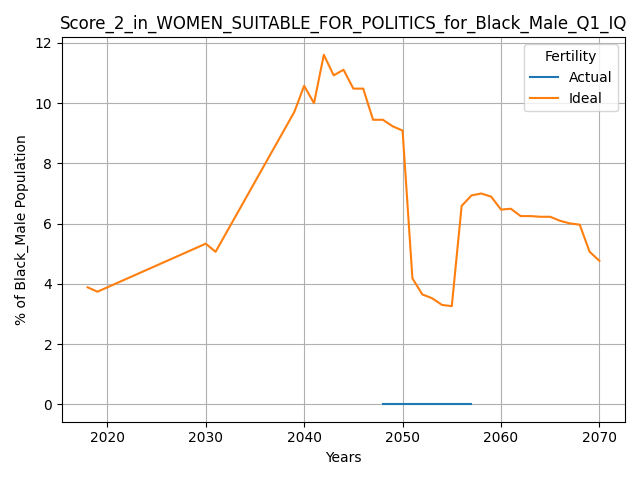 Score_2_in_WOMEN_SUITABLE_FOR_POLITICS_for_Black_Male_Q1_IQ
Fertility
Actual
Ideal
% of Black_Male Population
12
10
8
6
4
2
0
2020 2030 2040 2050 2060 2070
Years